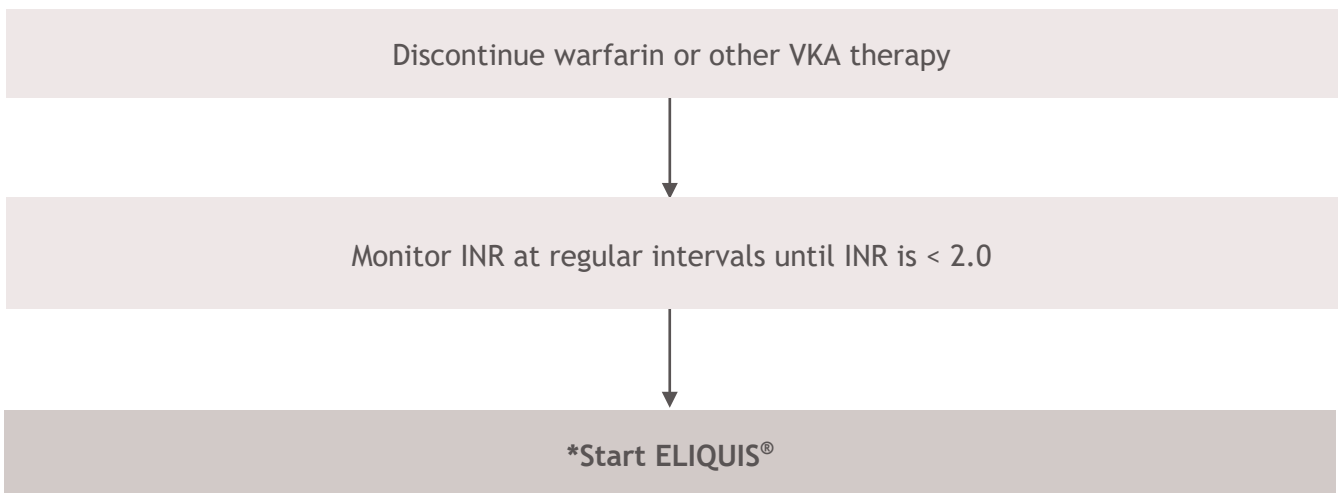 Discontinue warfarin or other VKA therapy
Monitor INR at regular intervals until INR is < 2.0
*Start ELIQUIS®